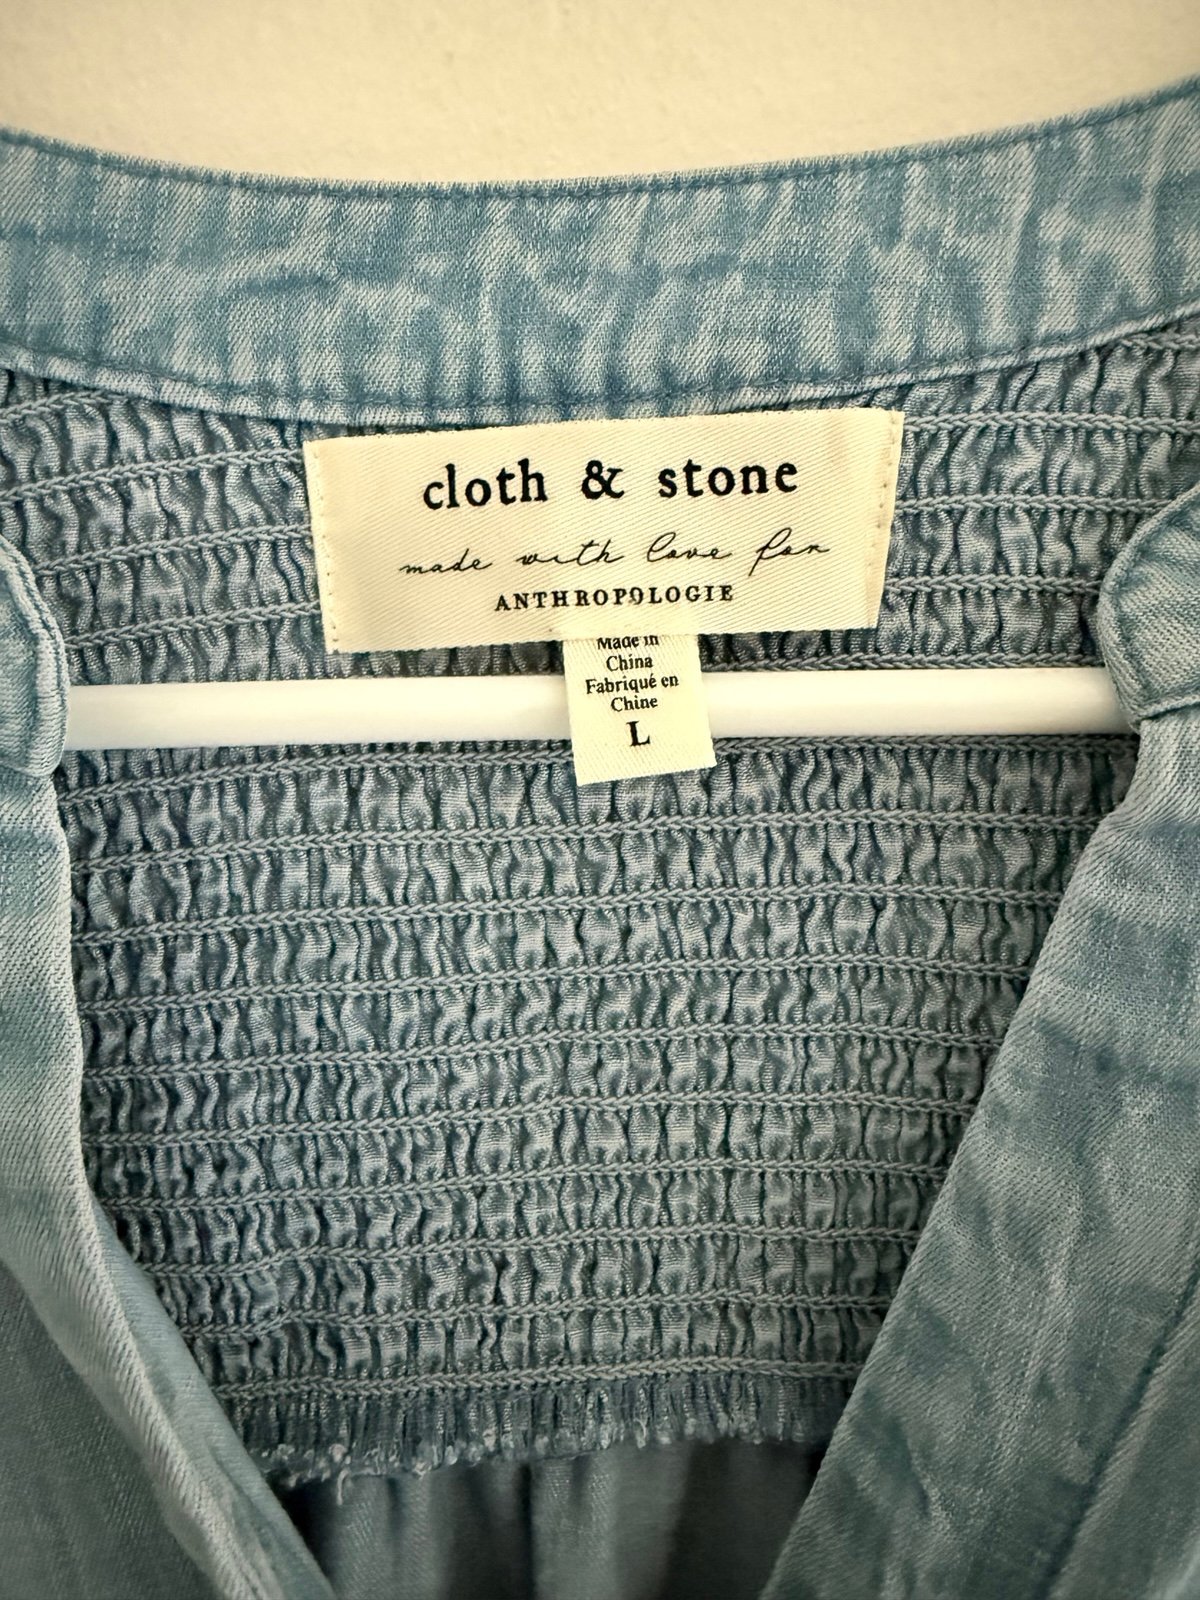 cloth & stone
made with love for
ANTHROPOLOGIE
Made in
China
Fabriqué en
Chine
L